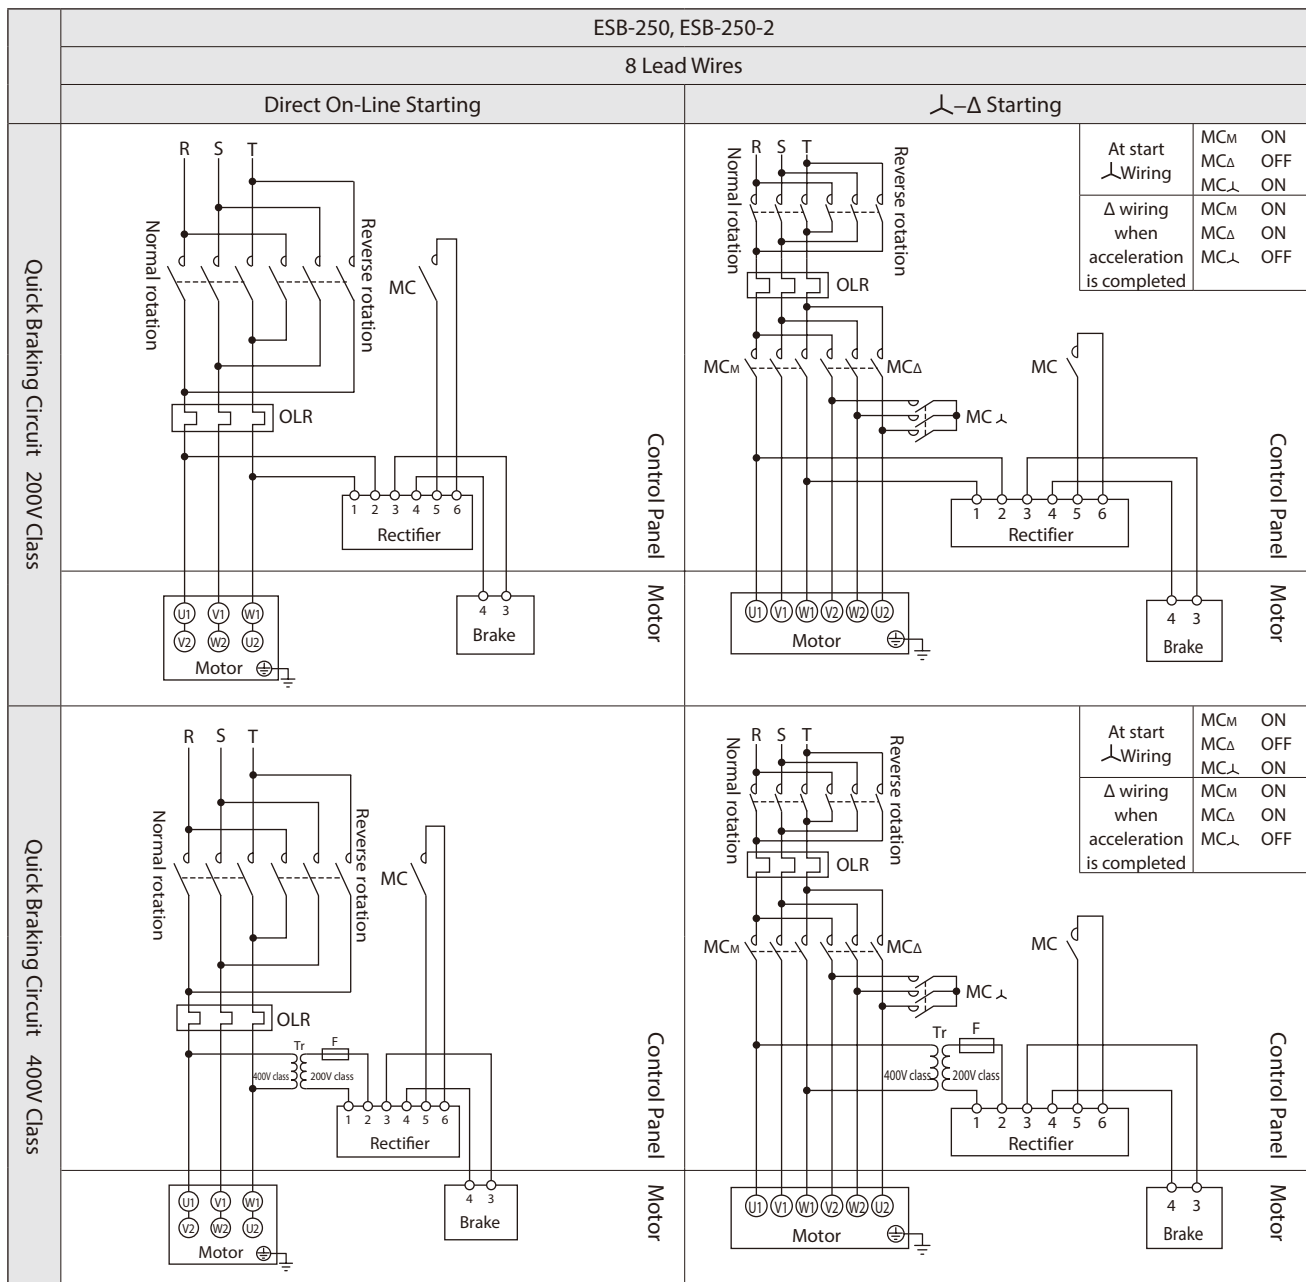 ESB-250, ESB-250-2
8 Lead Wires
Direct On-Line Starting
⅄–Δ Starting
Quick Braking Circuit 200V Class
R S T
Normal rotation
Reverse rotation
MC
OLR
1 2 3 4 5 6
Rectifier
Control Panel
Motor
U1 V1 W1
V2 W2 U2
Motor
4 3
Brake
R S T
Normal rotation
Reverse rotation
At start
⅄Wiring
MCM ON
MCΔ OFF
MC⅄ ON
Δ wiring
when
acceleration
is completed
MCM ON
MCΔ ON
MC⅄ OFF
OLR
MCM
MCΔ
MC
MC⅄
1 2 3 4 5 6
Rectifier
Control Panel
Motor
U1 V1 W1 V2 W2 U2
Motor
4 3
Brake
Quick Braking Circuit 400V Class
R S T
Normal rotation
Reverse rotation
MC
OLR
Tr F
400V class 200V class
1 2 3 4 5 6
Rectifier
Control Panel
Motor
U1 V1 W1
V2 W2 U2
Motor
4 3
Brake
R S T
Normal rotation
Reverse rotation
At start
⅄Wiring
MCM ON
MCΔ OFF
MC⅄ ON
Δ wiring
when
acceleration
is completed
MCM ON
MCΔ ON
MC⅄ OFF
OLR
MCM
MCΔ
MC
MC⅄
Tr F
400V class 200V class
1 2 3 4 5 6
Rectifier
Control Panel
Motor
U1 V1 W1 V2 W2 U2
Motor
4 3
Brake